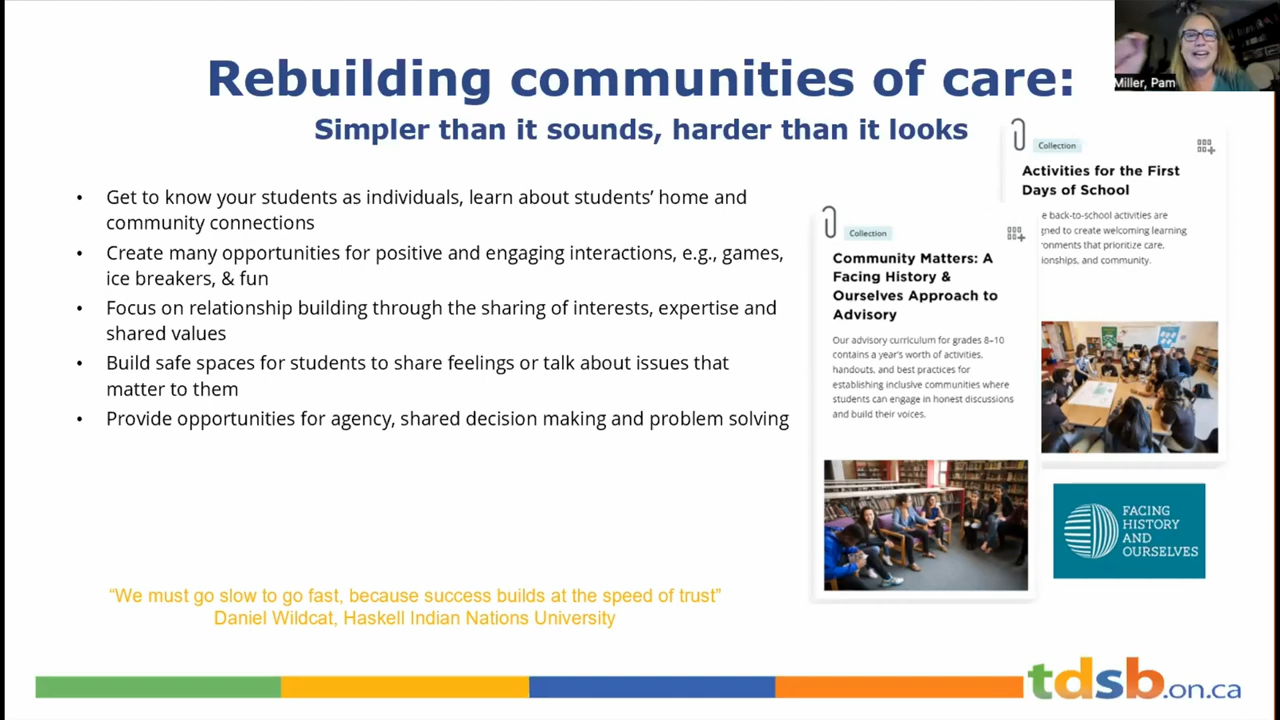 Rebuilding communities of care:
Simpler than it sounds, harder than it looks
Miller, Pam
• Get to know your students as individuals, learn about students’ home and
community connections
• Create many opportunities for positive and engaging interactions, e.g., games,
ice breakers, & fun
• Focus on relationship building through the sharing of interests, expertise and
shared values
• Build safe spaces for students to share feelings or talk about issues that
matter to them
• Provide opportunities for agency, shared decision making and problem solving
“We must go slow to go fast, because success builds at the speed of trust”
Daniel Wildcat, Haskell Indian Nations University
Collection
Community Matters: A
Facing History &
Ourselves Approach to
Advisory
Our advisory curriculum for grades 8–10
contains a year’s worth of activities,
handouts, and best practices for
establishing inclusive communities where
students can engage in honest discussions
and build their voices.
Collection
Activities for the First
Days of School
back-to-school activities are
to create welcoming learning
that prioritize care,
and community.
FACING
HISTORY
AND
OURSELVES
tdsb.on.ca